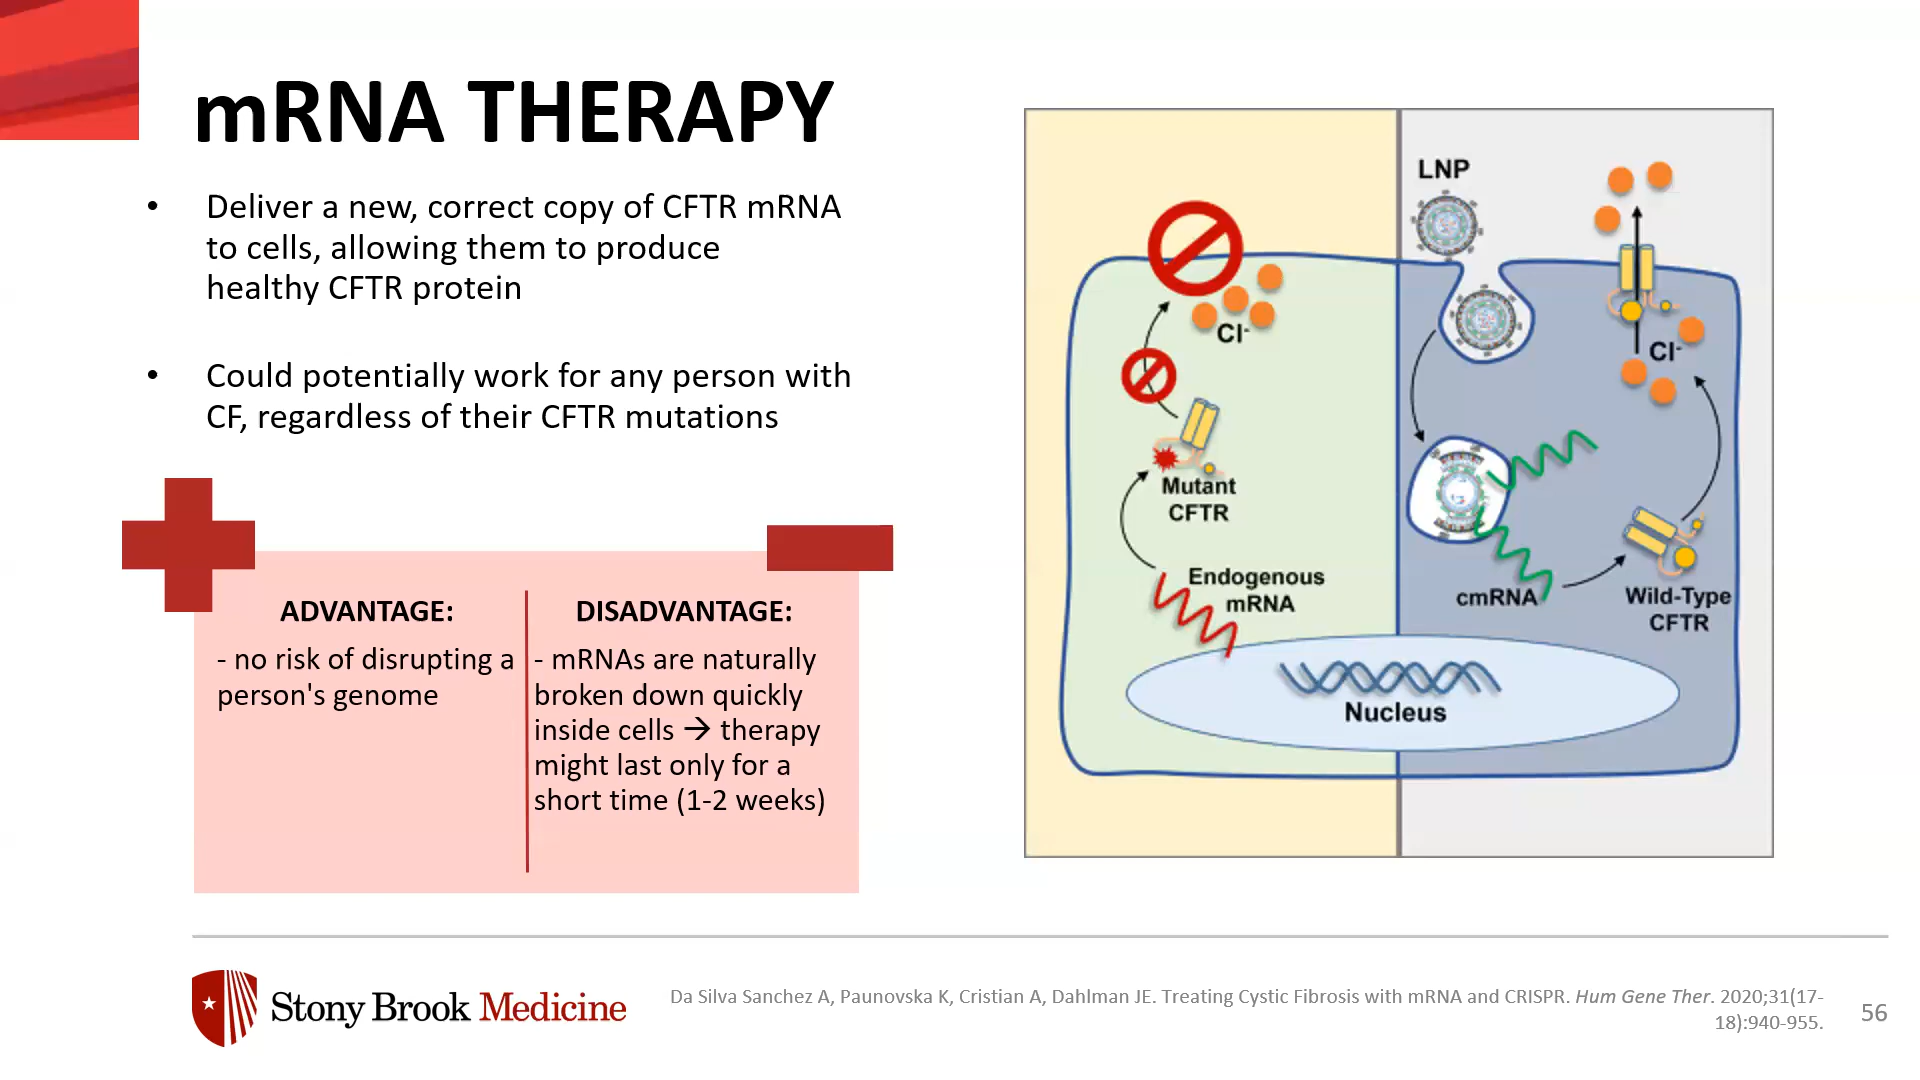 mRNA THERAPY
• Deliver a new, correct copy of CFTR mRNA
to cells, allowing them to produce
healthy CFTR protein
• Could potentially work for any person with
CF, regardless of their CFTR mutations
ADVANTAGE:
- no risk of disrupting a
person's genome
DISADVANTAGE:
- mRNAs are naturally
broken down quickly
inside cells → therapy
might last only for a
short time (1-2 weeks)
Cl-
Mutant
CFTR
Endogenous
mRNA
LNP
Cl-
cmRNA
Wild-Type
CFTR
Nucleus
Stony Brook Medicine
Da Silva Sanchez A, Paunovska K, Cristian A, Dahlman JE. Treating Cystic Fibrosis with mRNA and CRISPR. Hum Gene Ther. 2020;31(17-
18):940-955.
56